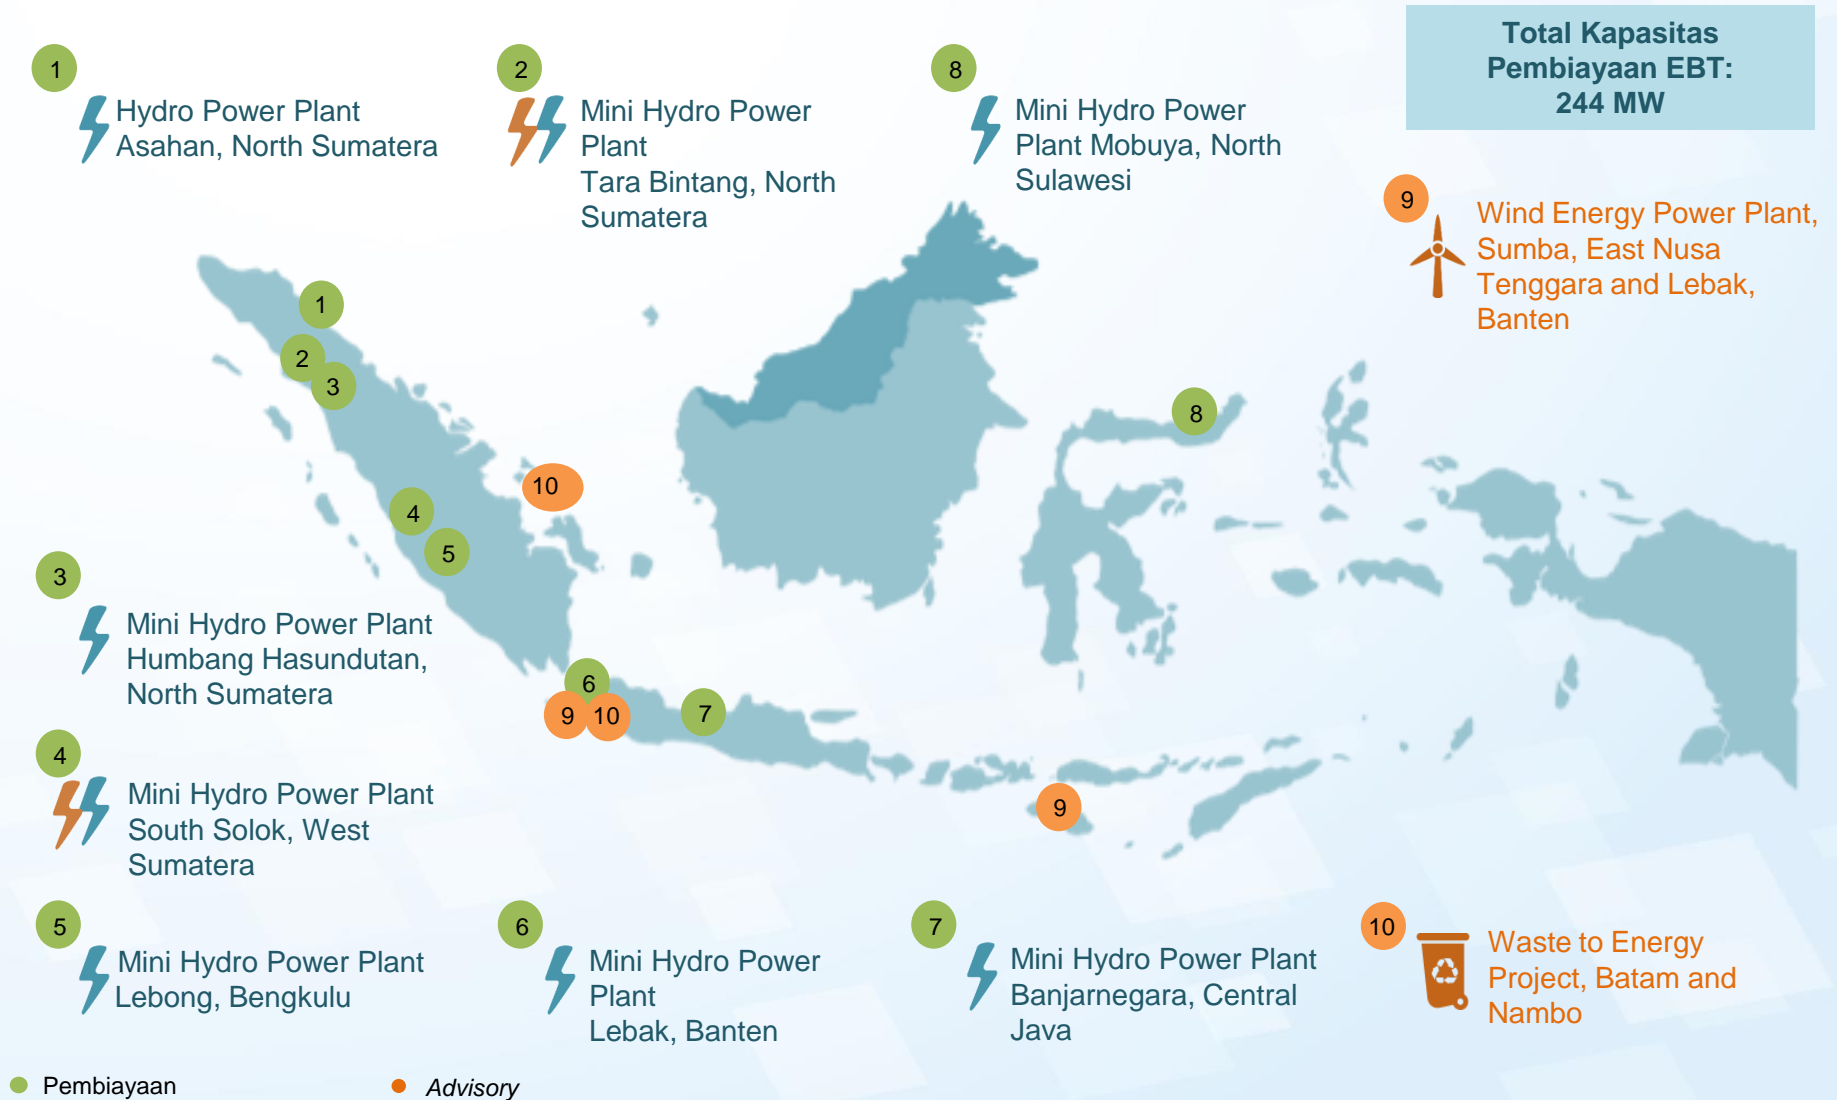 Total Kapasitas
Pembiayaan EBT:
244 MW
1
Hydro Power Plant
Asahan, North Sumatera
2
Mini Hydro Power
Plant
Tara Bintang, North
Sumatera
8
Mini Hydro Power
Plant Mobuya, North
Sulawesi
9
Wind Energy Power Plant,
Sumba, East Nusa
Tenggara and Lebak,
Banten
1
2
3
8
10
4
5
6
9
10
7
9
3
Mini Hydro Power Plant
Humbang Hasundutan,
North Sumatera
4
Mini Hydro Power Plant
South Solok, West
Sumatera
5
Mini Hydro Power Plant
Lebong, Bengkulu
6
Mini Hydro Power
Plant
Lebak, Banten
7
Mini Hydro Power Plant
Banjarnegara, Central
Java
10
Waste to Energy
Project, Batam and
Nambo
Pembiayaan
Advisory